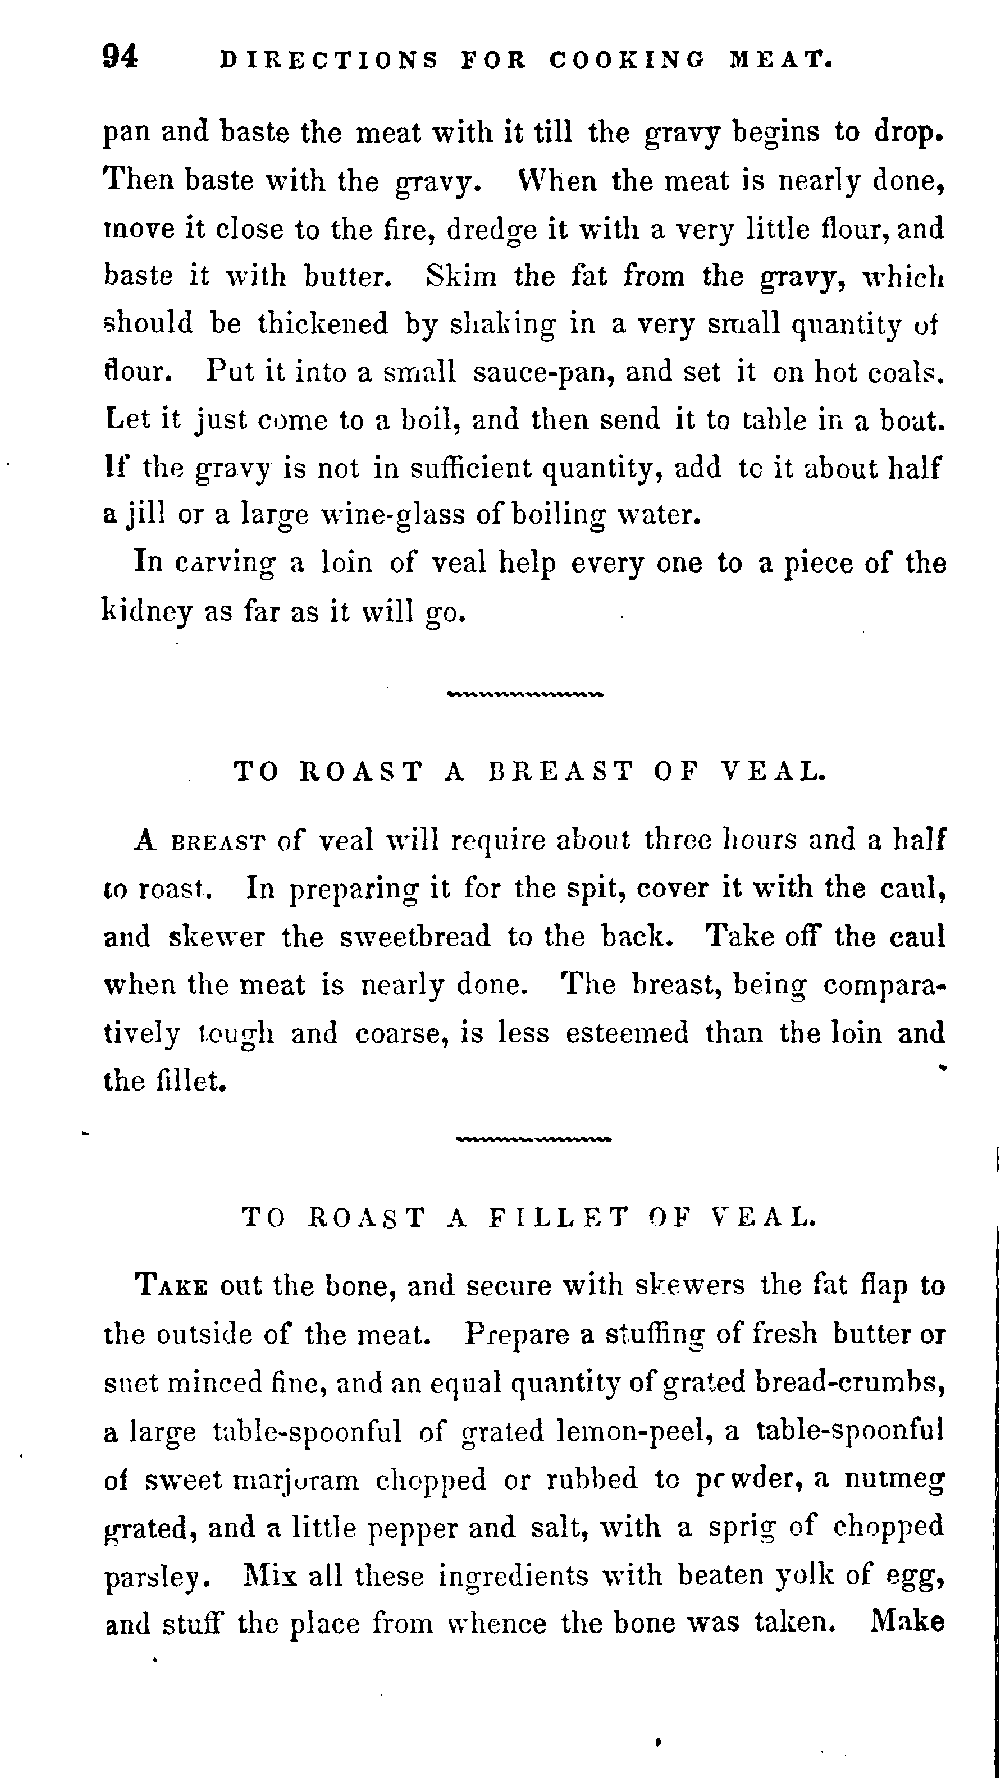 94 DIRECTIONS FOR COOKING MEAT.
pan and baste the meat with it till the gravy begins to drop.
Then baste with the gravy. When the meat is nearly done,
move it close to the fire, dredge it with a very little flour, and
baste it with butter. Skim the fat from the gravy, which
should be thickened by shaking in a very small quantity of
flour. Put it into a small sauce-pan, and set it on hot coals.
Let it just come to a boil, and then send it to table in a boat.
If the gravy is not in sufficient quantity, add to it about half
a jill or a large wine-glass of boiling water.
In carving a loin of veal help every one to a piece of the
kidney as far as it will go.
TO ROAST A BREAST OF VEAL.
A BREAST of veal will require about three hours and a half
to roast. In preparing it for the spit, cover it with the caul,
and skewer the sweetbread to the back. Take off the caul
when the meat is nearly done. The breast, being compara-
tively tough and coarse, is less esteemed than the loin and
the fillet.
TO ROAST A FILLET OF VEAL.
TAKE out the bone, and secure with skewers the fat flap to
the outside of the meat. Prepare a stuffing of fresh butter or
suet minced fine, and an equal quantity of grated bread-crumbs,
a large table-spoonful of grated lemon-peel, a table-spoonful
of sweet marjoram chopped or rubbed to powder, a nutmeg
grated, and a little pepper and salt, with a sprig of chopped
parsley. Mix all these ingredients with beaten yolk of egg,
and stuff the place from whence the bone was taken. Make